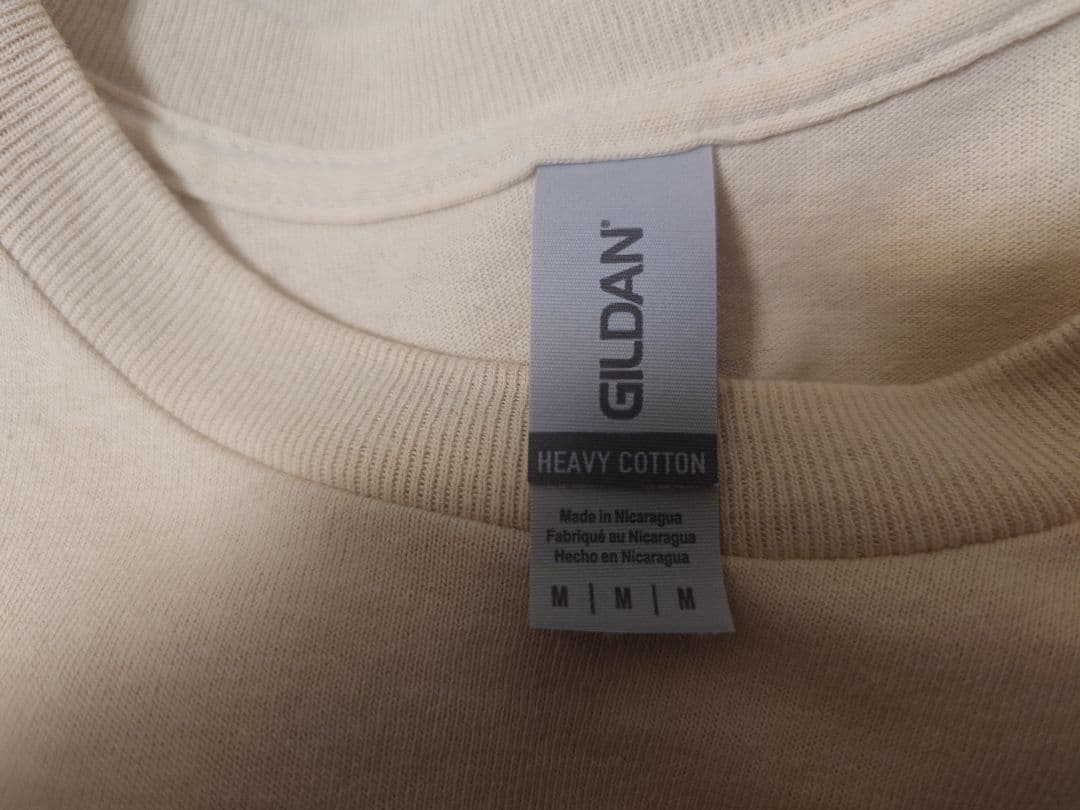 GILDAN®
HEAVY COTTON
Made in Nicaragua
Fabriqué au Nicaragua
Hecho en Nicaragua
M | M | M